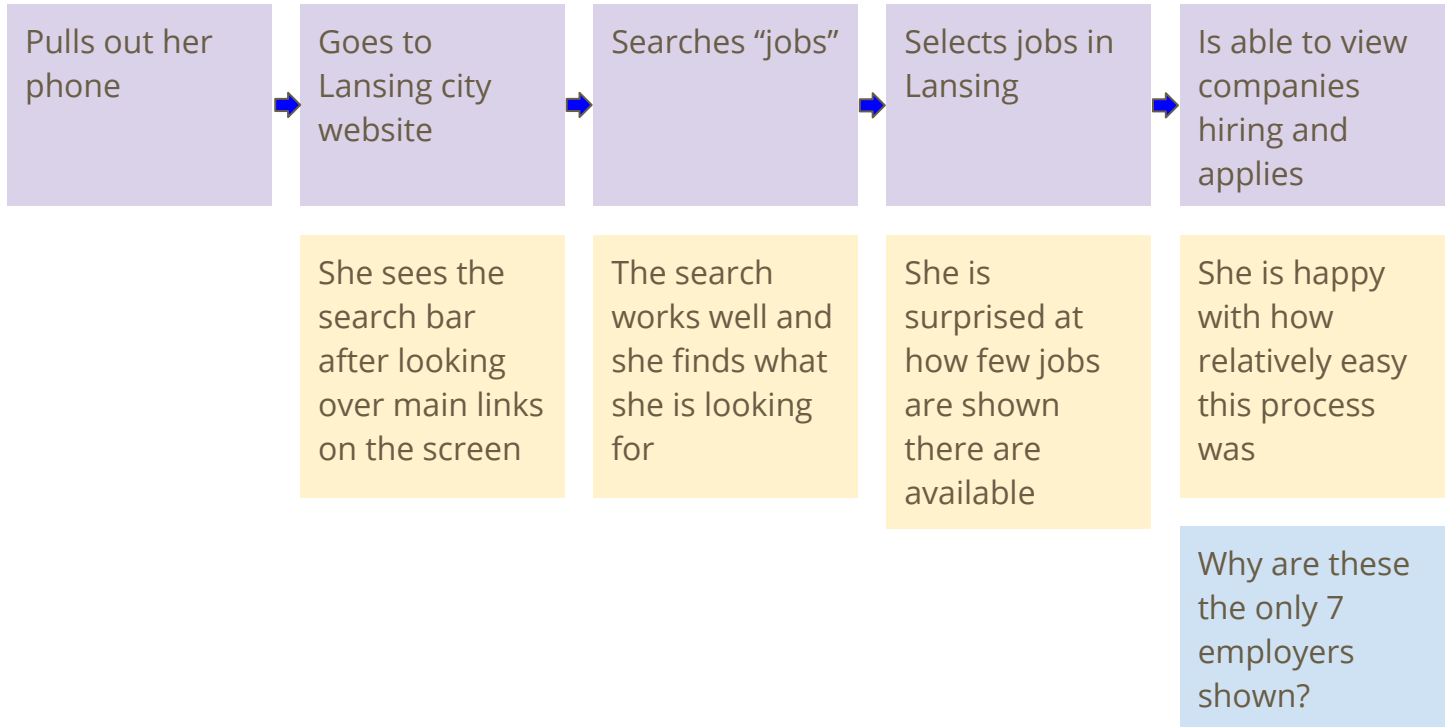 Pulls out her
phone
Goes to
Lansing city
website
Searches “jobs”
Selects jobs in
Lansing
Is able to view
companies
hiring and
applies
She sees the
search bar
after looking
over main links
on the screen
The search
works well and
she finds what
she is looking
for
She is
surprised at
how few jobs
are shown
there are
available
She is happy
with how
relatively easy
this process
was
Why are these
the only 7
employers
shown?